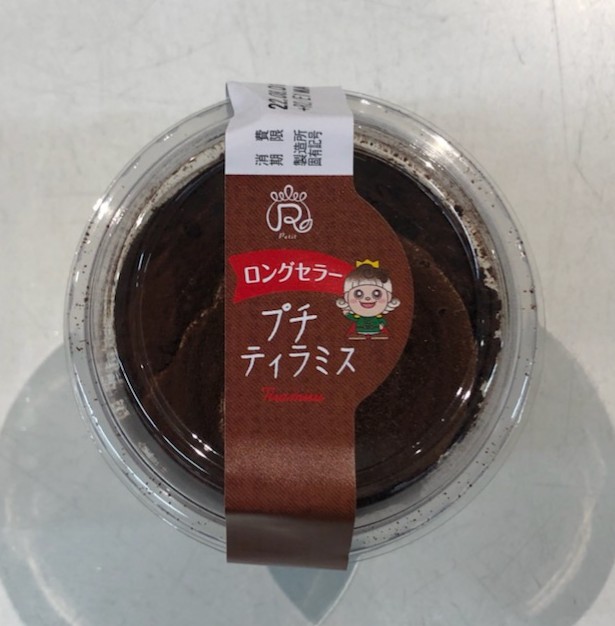 消費
期限
製造所
固有記号
R
Petit
ロングセラー
プチ
ティラミス
Tiramisu